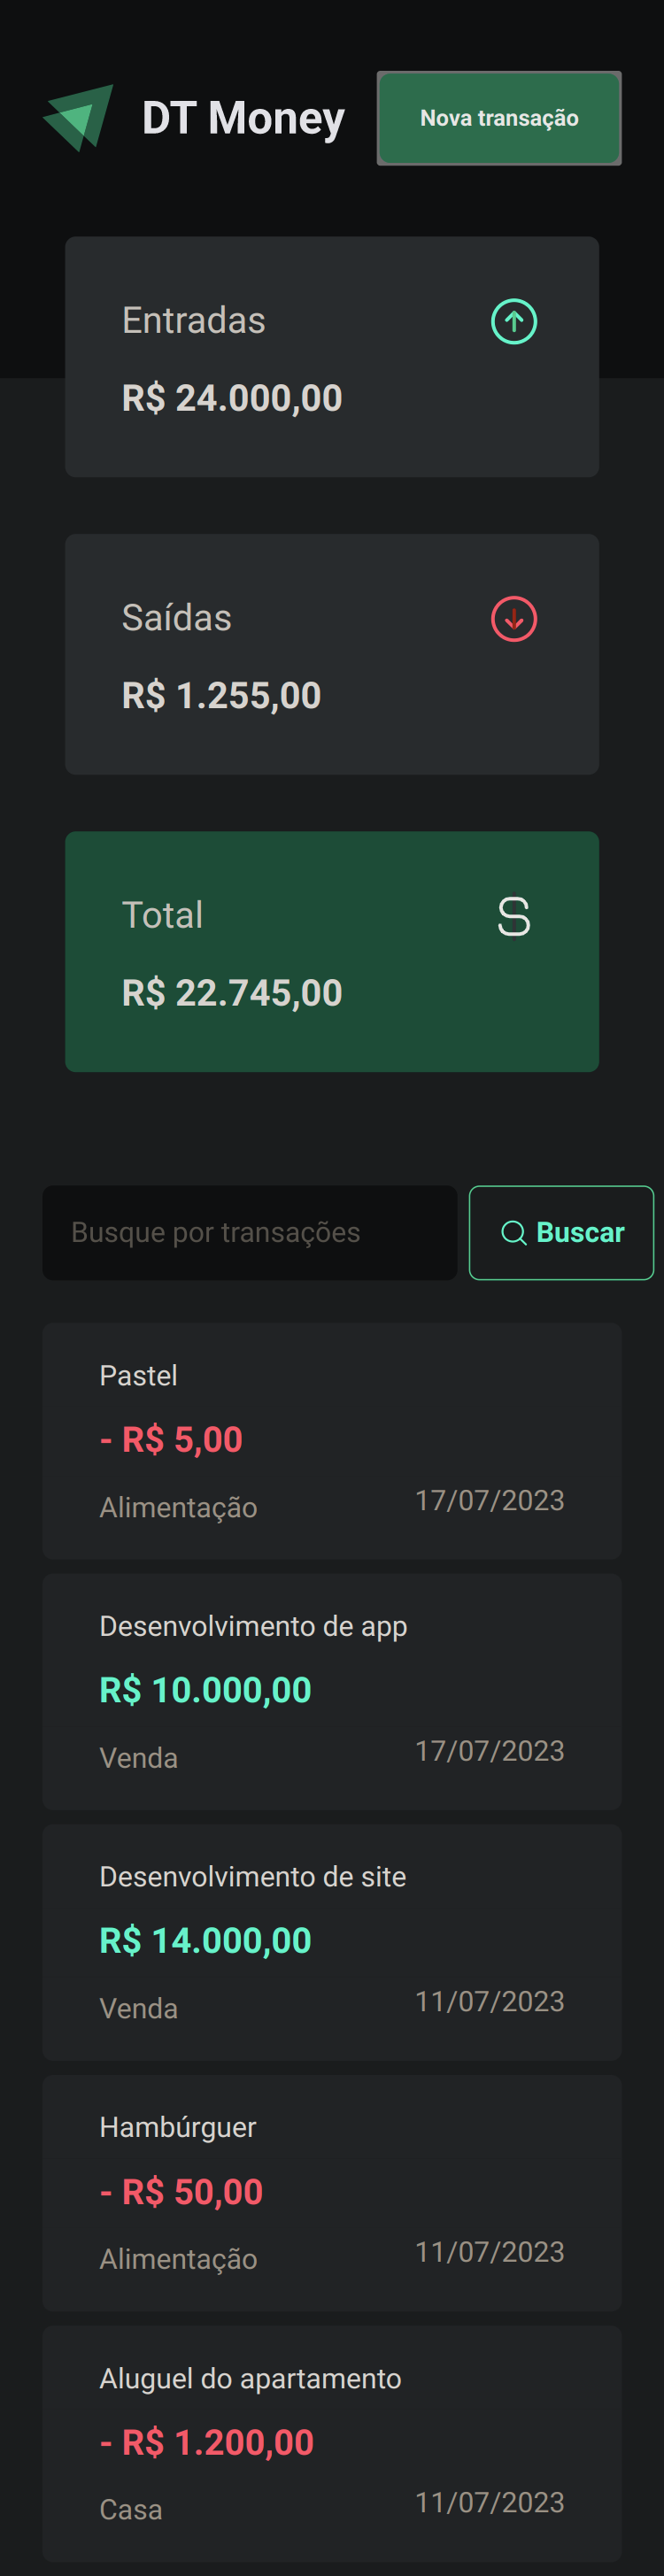 DT Money
Nova transação
Entradas
R$ 24.000,00
Saídas
R$ 1.255,00
Total
R$ 22.745,00
Busque por transações
Buscar
Pastel
- R$ 5,00
Alimentação 17/07/2023
Desenvolvimento de app
R$ 10.000,00
Venda 17/07/2023
Desenvolvimento de site
R$ 14.000,00
Venda 11/07/2023
Hambúrguer
- R$ 50,00
Alimentação 11/07/2023
Aluguel do apartamento
- R$ 1.200,00
Casa 11/07/2023